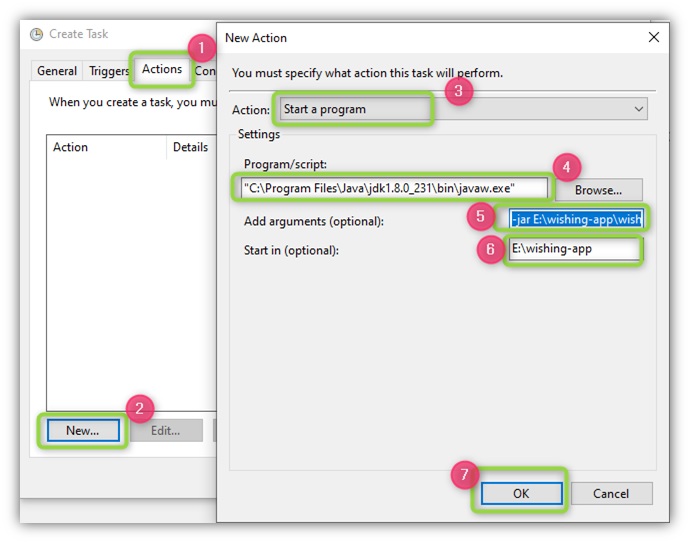 Create Task
1
General Triggers Actions Con
When you create a task, you mu
Action Details
2
New... Edit...
New Action
You must specify what action this task will perform.
3
Action: Start a program
Settings
Program/script:
4
"C:\Program Files\Java\jdk1.8.0_231\bin\javaw.exe" Browse...
Add arguments (optional): 5 -jar E:\wishing-app\wish
Start in (optional): 6 E:\wishing-app
7
OK Cancel